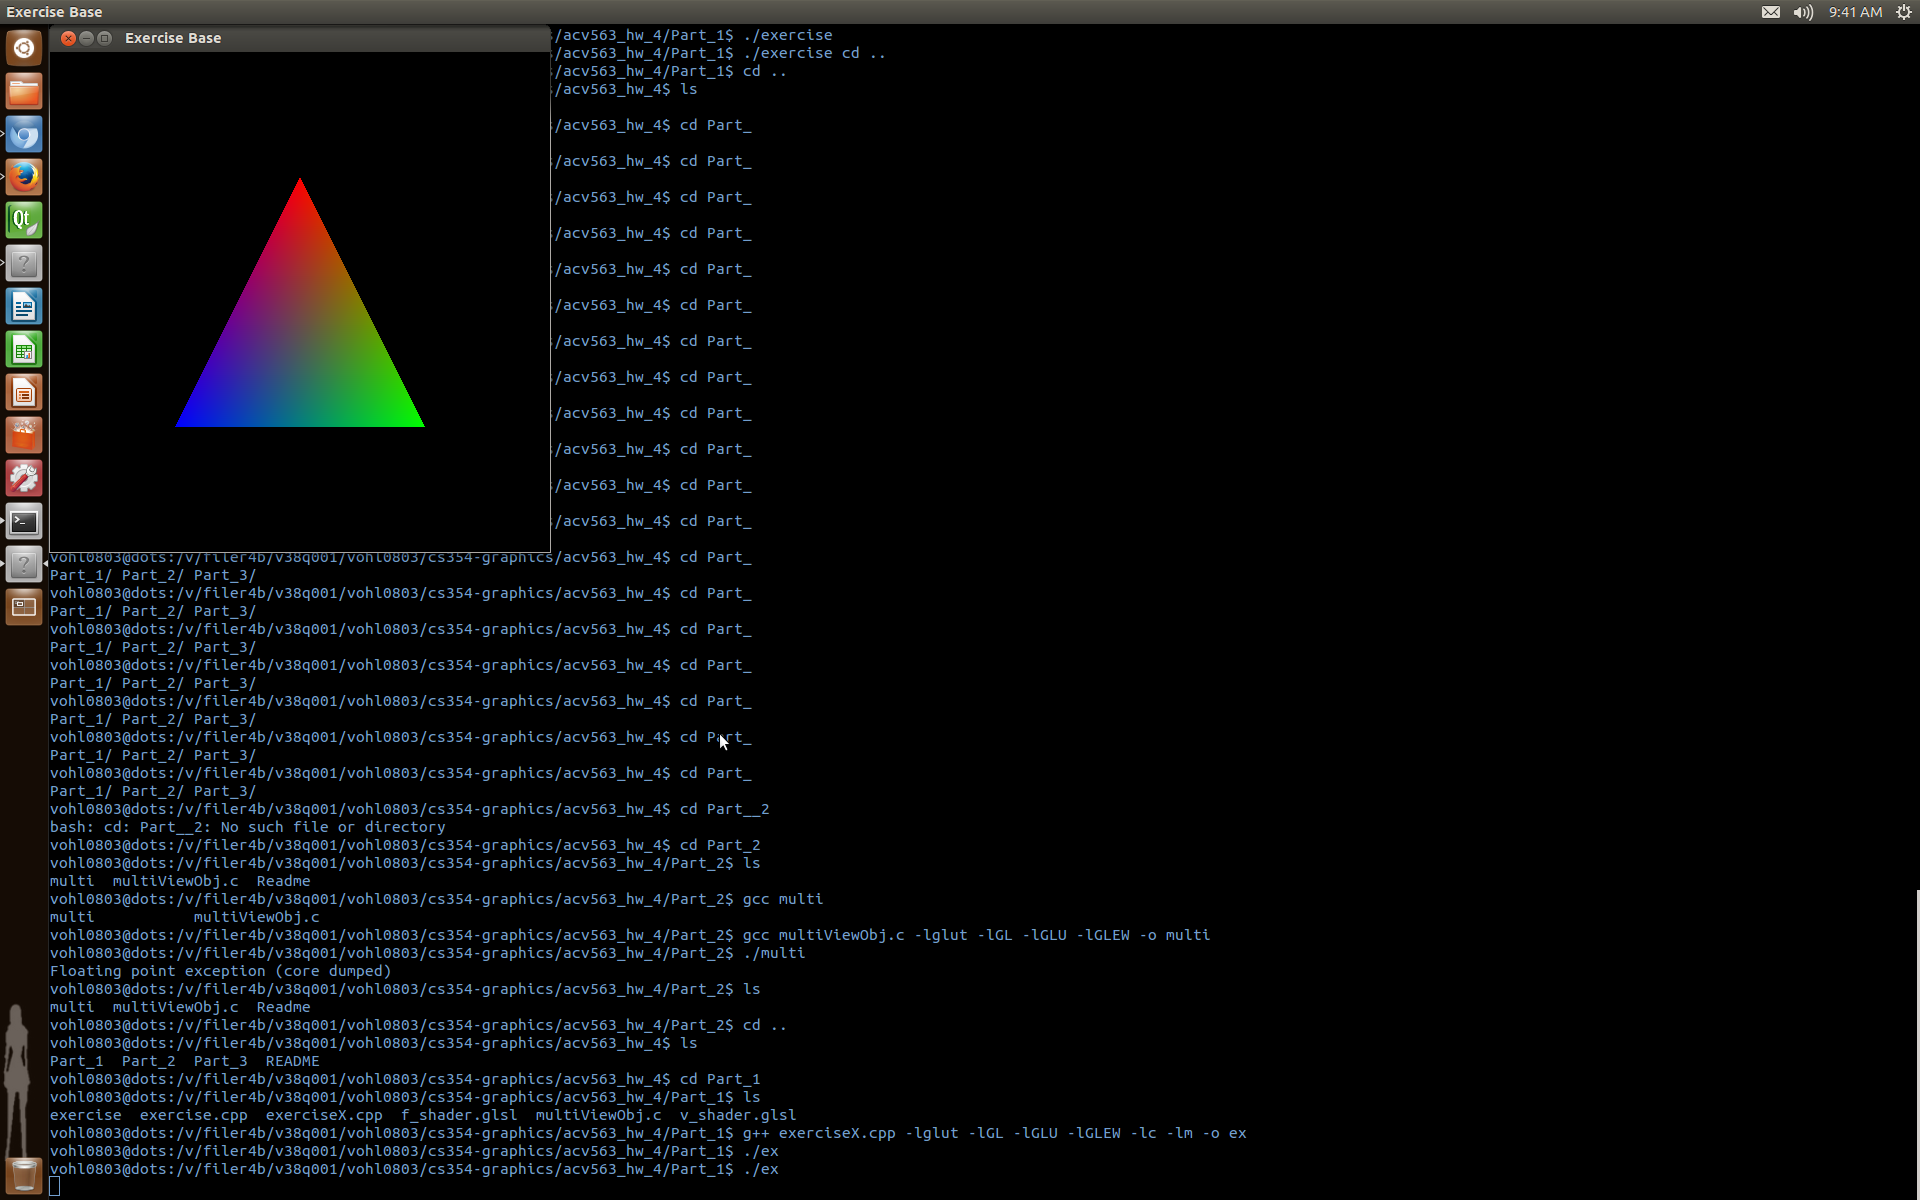 Exercise Base
9:41 AM
Exercise Base
Qt
/acv563_hw_4/Part_1$ ./exercise
/acv563_hw_4/Part_1$ ./exercise cd ..
/acv563_hw_4/Part_1$ cd ..
/acv563_hw_4$ ls
/acv563_hw_4$ cd Part_
/acv563_hw_4$ cd Part_
/acv563_hw_4$ cd Part_
/acv563_hw_4$ cd Part_
/acv563_hw_4$ cd Part_
/acv563_hw_4$ cd Part_
/acv563_hw_4$ cd Part_
/acv563_hw_4$ cd Part_
/acv563_hw_4$ cd Part_
/acv563_hw_4$ cd Part_
/acv563_hw_4$ cd Part_
/acv563_hw_4$ cd Part_
vohl0803@dots:/v/filer4b/v38q001/vohl0803/cs354-graphics/acv563_hw_4$ cd Part_
Part_1/ Part_2/ Part_3/
vohl0803@dots:/v/filer4b/v38q001/vohl0803/cs354-graphics/acv563_hw_4$ cd Part_
Part_1/ Part_2/ Part_3/
vohl0803@dots:/v/filer4b/v38q001/vohl0803/cs354-graphics/acv563_hw_4$ cd Part_
Part_1/ Part_2/ Part_3/
vohl0803@dots:/v/filer4b/v38q001/vohl0803/cs354-graphics/acv563_hw_4$ cd Part_
Part_1/ Part_2/ Part_3/
vohl0803@dots:/v/filer4b/v38q001/vohl0803/cs354-graphics/acv563_hw_4$ cd Part_
Part_1/ Part_2/ Part_3/
vohl0803@dots:/v/filer4b/v38q001/vohl0803/cs354-graphics/acv563_hw_4$ cd Part_
Part_1/ Part_2/ Part_3/
vohl0803@dots:/v/filer4b/v38q001/vohl0803/cs354-graphics/acv563_hw_4$ cd Part_
Part_1/ Part_2/ Part_3/
vohl0803@dots:/v/filer4b/v38q001/vohl0803/cs354-graphics/acv563_hw_4$ cd Part__2
bash: cd: Part__2: No such file or directory
vohl0803@dots:/v/filer4b/v38q001/vohl0803/cs354-graphics/acv563_hw_4$ cd Part_2
vohl0803@dots:/v/filer4b/v38q001/vohl0803/cs354-graphics/acv563_hw_4/Part_2$ ls
multi  multiViewObj.c  Readme
vohl0803@dots:/v/filer4b/v38q001/vohl0803/cs354-graphics/acv563_hw_4/Part_2$ gcc multi
multi           multiViewObj.c
vohl0803@dots:/v/filer4b/v38q001/vohl0803/cs354-graphics/acv563_hw_4/Part_2$ gcc multiViewObj.c -lglut -lGL -lGLU -lGLEW -o multi
vohl0803@dots:/v/filer4b/v38q001/vohl0803/cs354-graphics/acv563_hw_4/Part_2$ ./multi
Floating point exception (core dumped)
vohl0803@dots:/v/filer4b/v38q001/vohl0803/cs354-graphics/acv563_hw_4/Part_2$ ls
multi  multiViewObj.c  Readme
vohl0803@dots:/v/filer4b/v38q001/vohl0803/cs354-graphics/acv563_hw_4/Part_2$ cd ..
vohl0803@dots:/v/filer4b/v38q001/vohl0803/cs354-graphics/acv563_hw_4$ ls
Part_1  Part_2  Part_3  README
vohl0803@dots:/v/filer4b/v38q001/vohl0803/cs354-graphics/acv563_hw_4$ cd Part_1
vohl0803@dots:/v/filer4b/v38q001/vohl0803/cs354-graphics/acv563_hw_4/Part_1$ ls
exercise  exercise.cpp  exerciseX.cpp  f_shader.glsl  multiViewObj.c  v_shader.glsl
vohl0803@dots:/v/filer4b/v38q001/vohl0803/cs354-graphics/acv563_hw_4/Part_1$ g++ exerciseX.cpp -lglut -lGL -lGLU -lGLEW -lc -lm -o ex
vohl0803@dots:/v/filer4b/v38q001/vohl0803/cs354-graphics/acv563_hw_4/Part_1$ ./ex
vohl0803@dots:/v/filer4b/v38q001/vohl0803/cs354-graphics/acv563_hw_4/Part_1$ ./ex